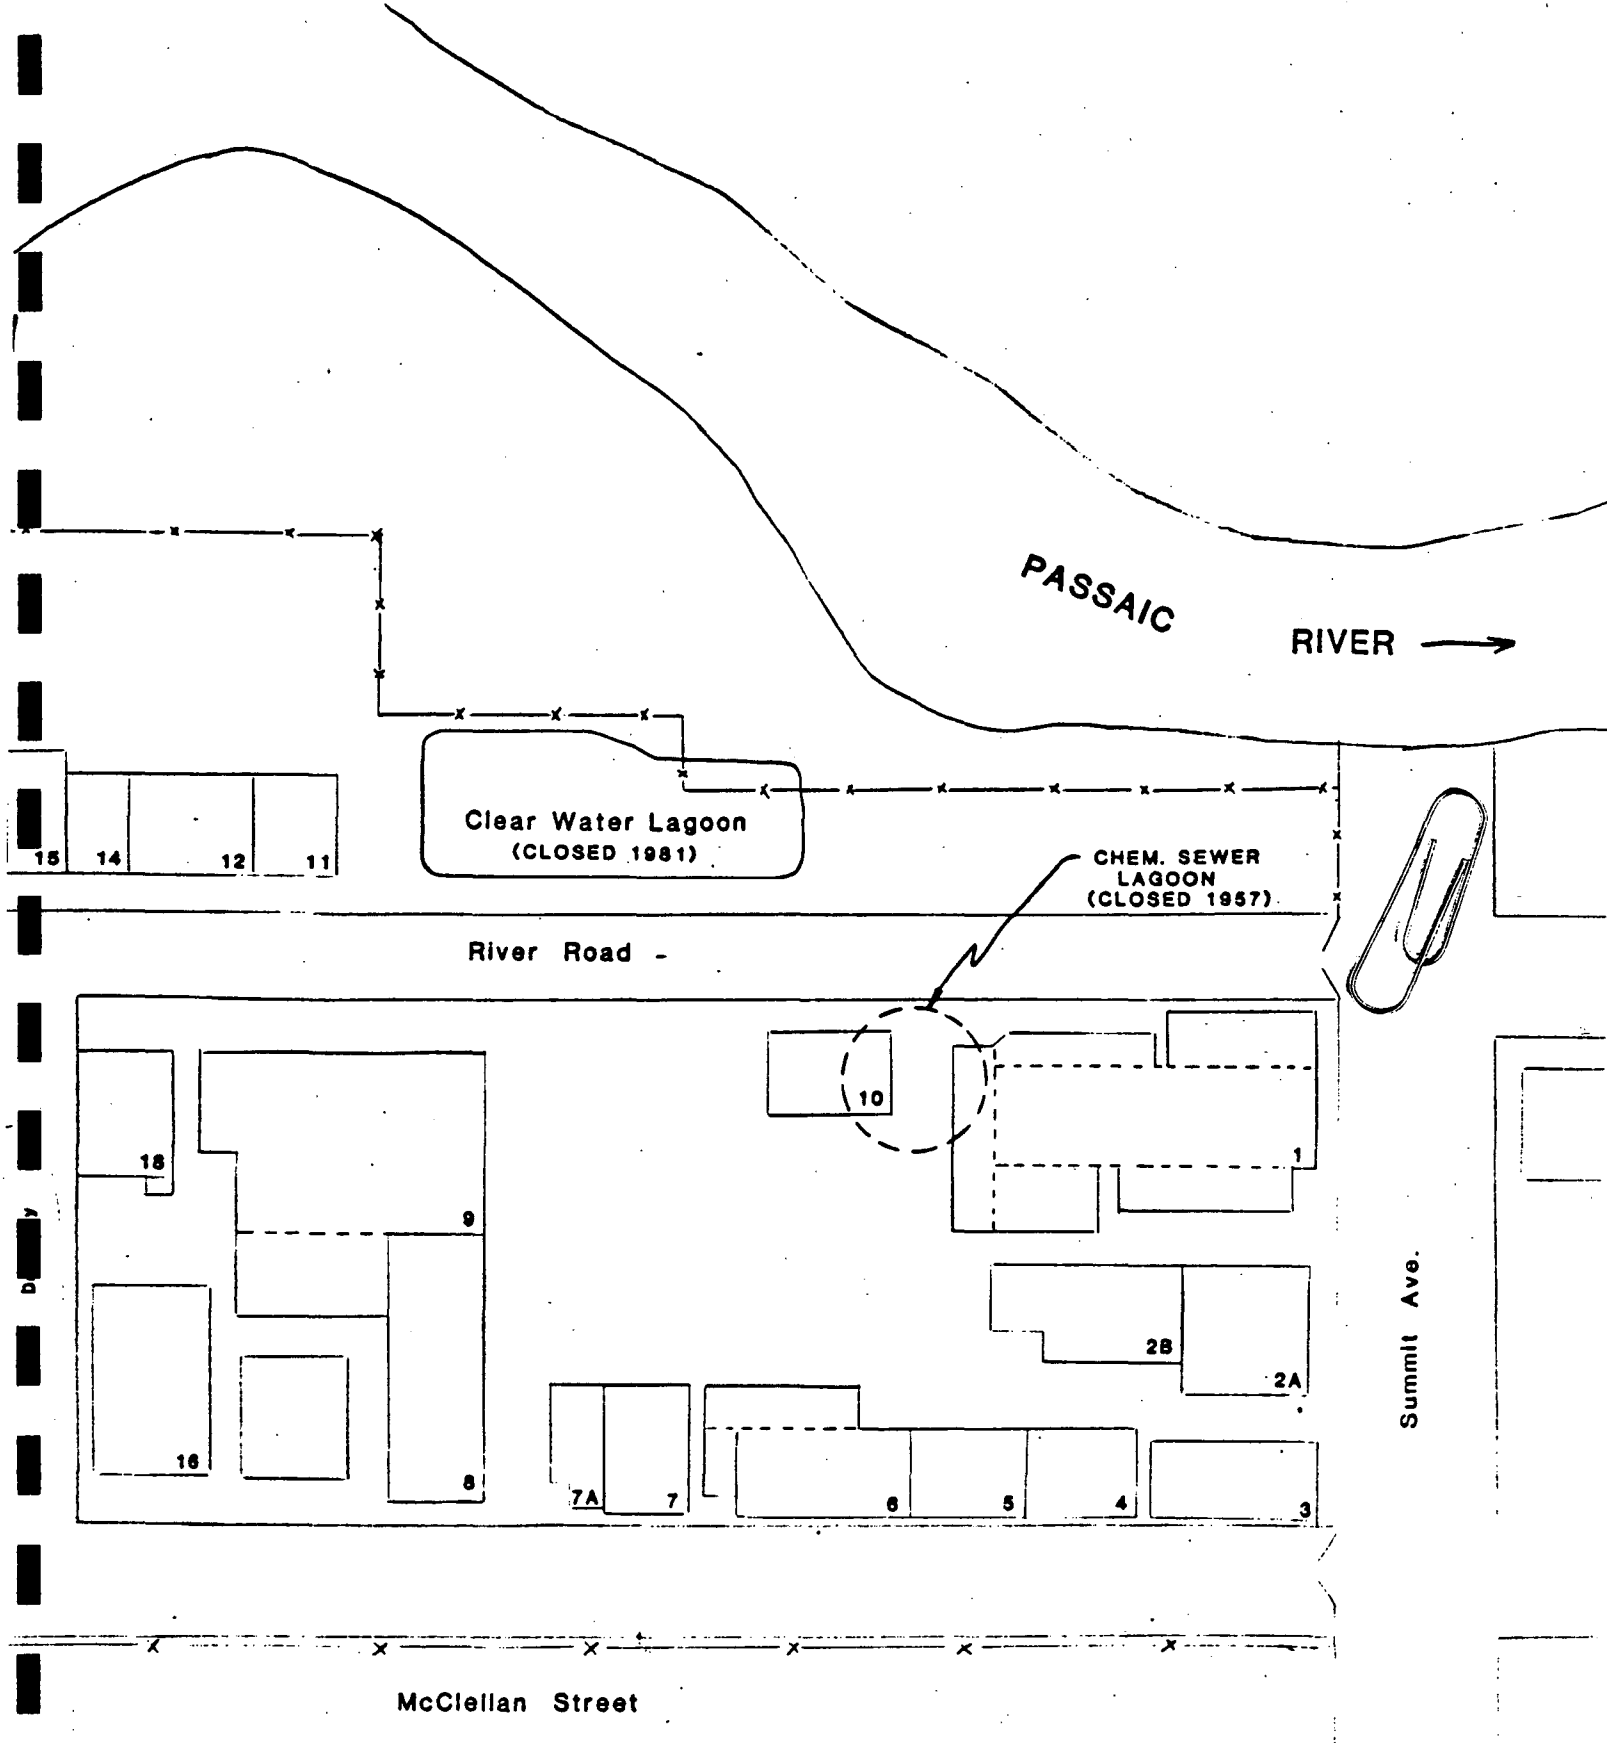 PASSAIC
RIVER
Clear Water Lagoon
(CLOSED 1981)
15
14
12
11
CHEM. SEWER
LAGOON
(CLOSED 1957)
River Road
10
18
1
9
2B
2A
Summit Ave.
16
8
7A
7
6
5
4
3
McClellan Street